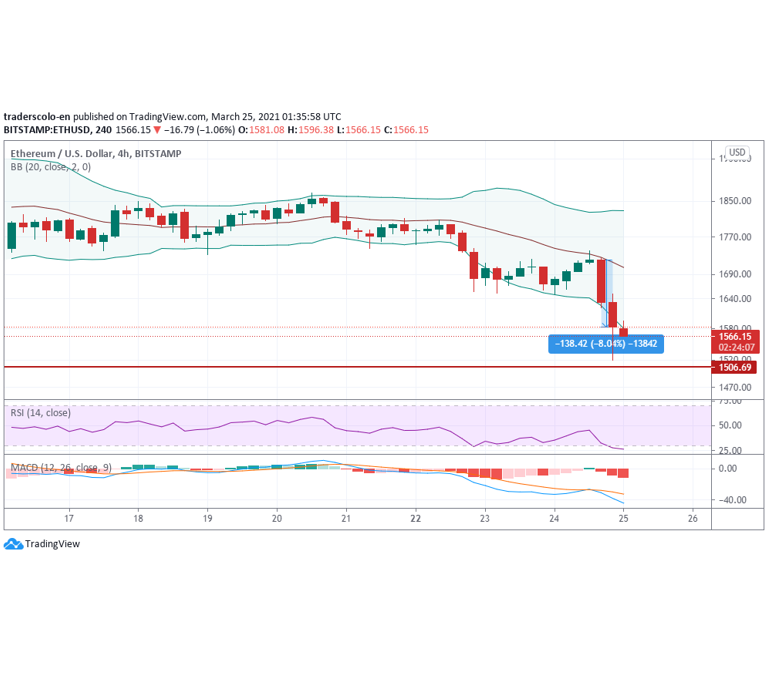 traderscolo-en published on TradingView.com, March 25, 2021 01:35:58 UTC
BITSTAMP:ETHUSD, 240 1566.15 ▼ −16.79 (−1.06%) O:1581.08 H:1596.38 L:1566.15 C:1566.15
Ethereum / U.S. Dollar, 4h, BITSTAMP
USD
BB (20, close, 2, 0)
1850.00
1770.00
1690.00
1640.00
1580.00
1566.15
−138.42 (−8.04%) −13842
02:24:07
1520.00
1506.69
1470.00
75.00
RSI (14, close)
50.00
25.00
MACD (12, 26, close, 9)
0.00
−40.00
17 18 19 20 21 22 23 24 25 26
TradingView